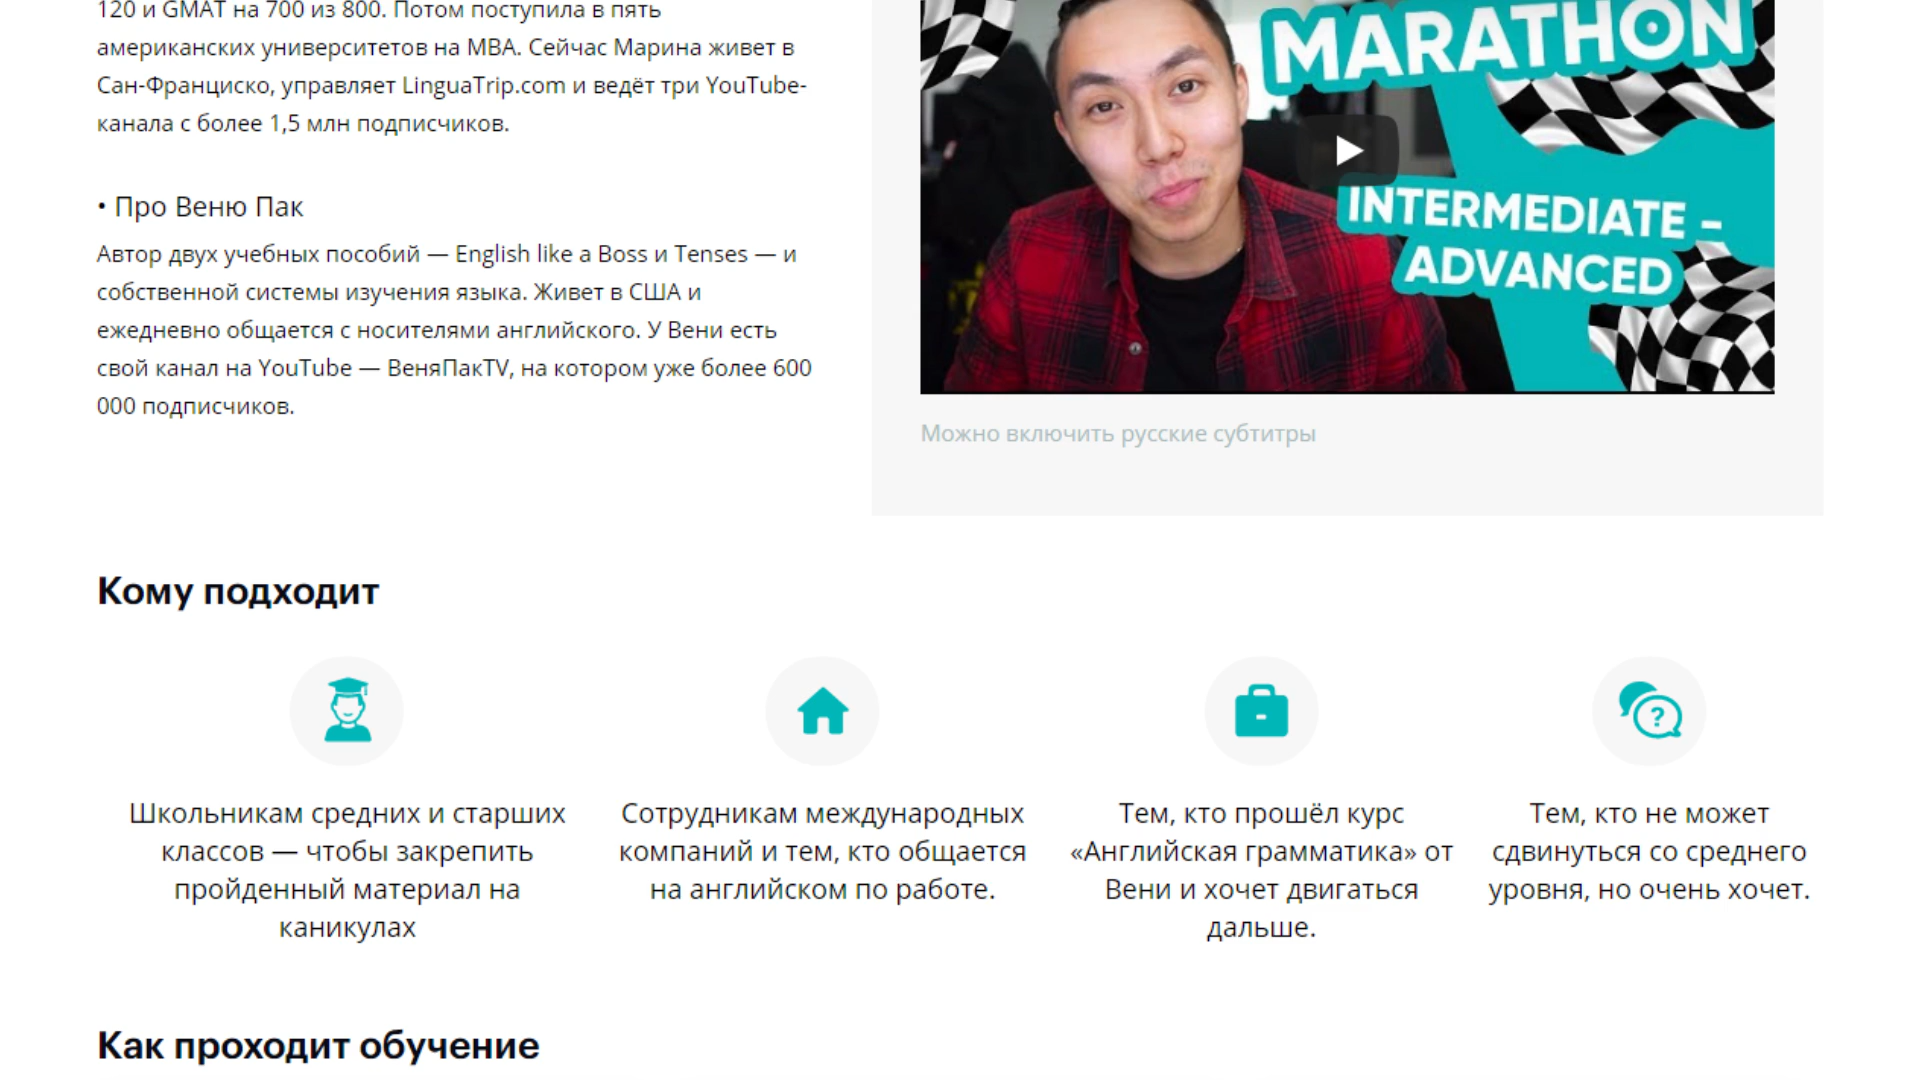 120 и GMAT на 700 из 800. Потом поступила в пять
американских университетов на MBA. Сейчас Марина живет в
Сан-Франциско, управляет LinguaTrip.com и ведёт три YouTube-
канала с более 1,5 млн подписчиков.
• Про Веню Пак
Автор двух учебных пособий — English like a Boss и Tenses — и
собственной системы изучения языка. Живет в США и
ежедневно общается с носителями английского. У Вени есть
свой канал на YouTube — ВеняПакTV, на котором уже более 600
000 подписчиков.
MARATHON
INTERMEDIATE –
ADVANCED
Можно включить русские субтитры
Кому подходит
Школьникам средних и старших
классов — чтобы закрепить
пройденный материал на
каникулах
Сотрудникам международных
компаний и тем, кто общается
на английском по работе.
Тем, кто прошёл курс
«Английская грамматика» от
Вени и хочет двигаться
дальше.
?
Тем, кто не может
сдвинуться со среднего
уровня, но очень хочет.
Как проходит обучение